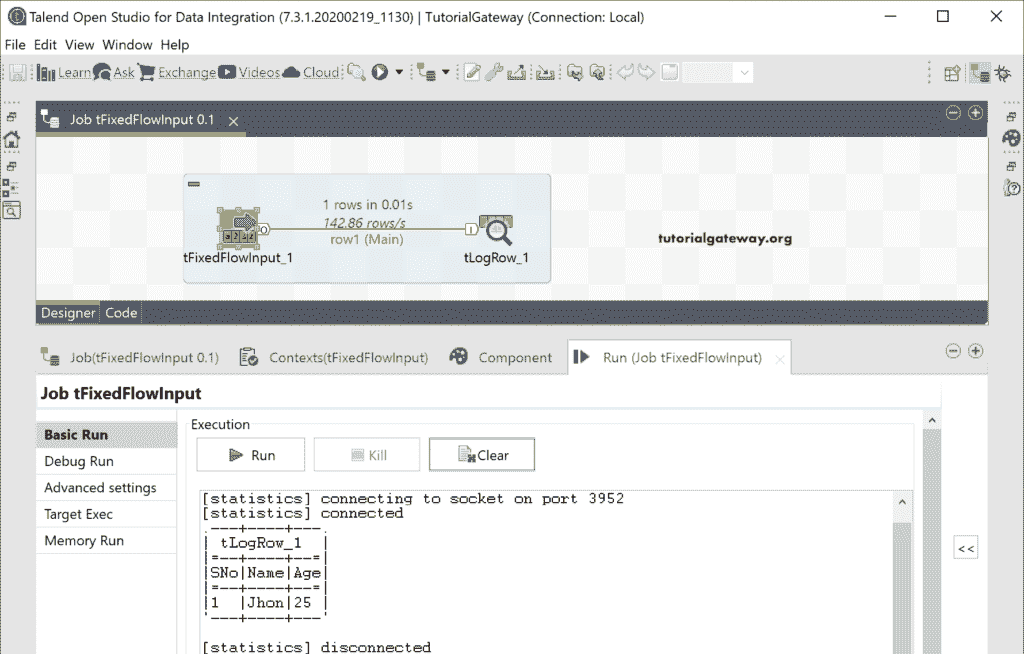 Talend Open Studio for Data Integration (7.3.1.20200219_1130) | TutorialGateway (Connection: Local)
File Edit View Window Help
Learn Ask Exchange Videos Cloud
Job tFixedFlowInput 0.1
1 rows in 0.01s
142.86 rows/s
row1 (Main)
tFixedFlowInput_1
tLogRow_1
tutorialgateway.org
Designer Code
Job(tFixedFlowInput 0.1) Contexts(tFixedFlowInput) Component Run (Job tFixedFlowInput)
Job tFixedFlowInput
Basic Run
Debug Run
Advanced settings
Target Exec
Memory Run
Execution
Run Kill Clear
[statistics] connecting to socket on port 3952
[statistics] connected
.---+----+---.
| tLogRow_1 |
|=--+----+--=|
|SNo|Name|Age|
|=--+----+--=|
|1 |Jhon|25 |
'---+----+---'
[statistics] disconnected
<<